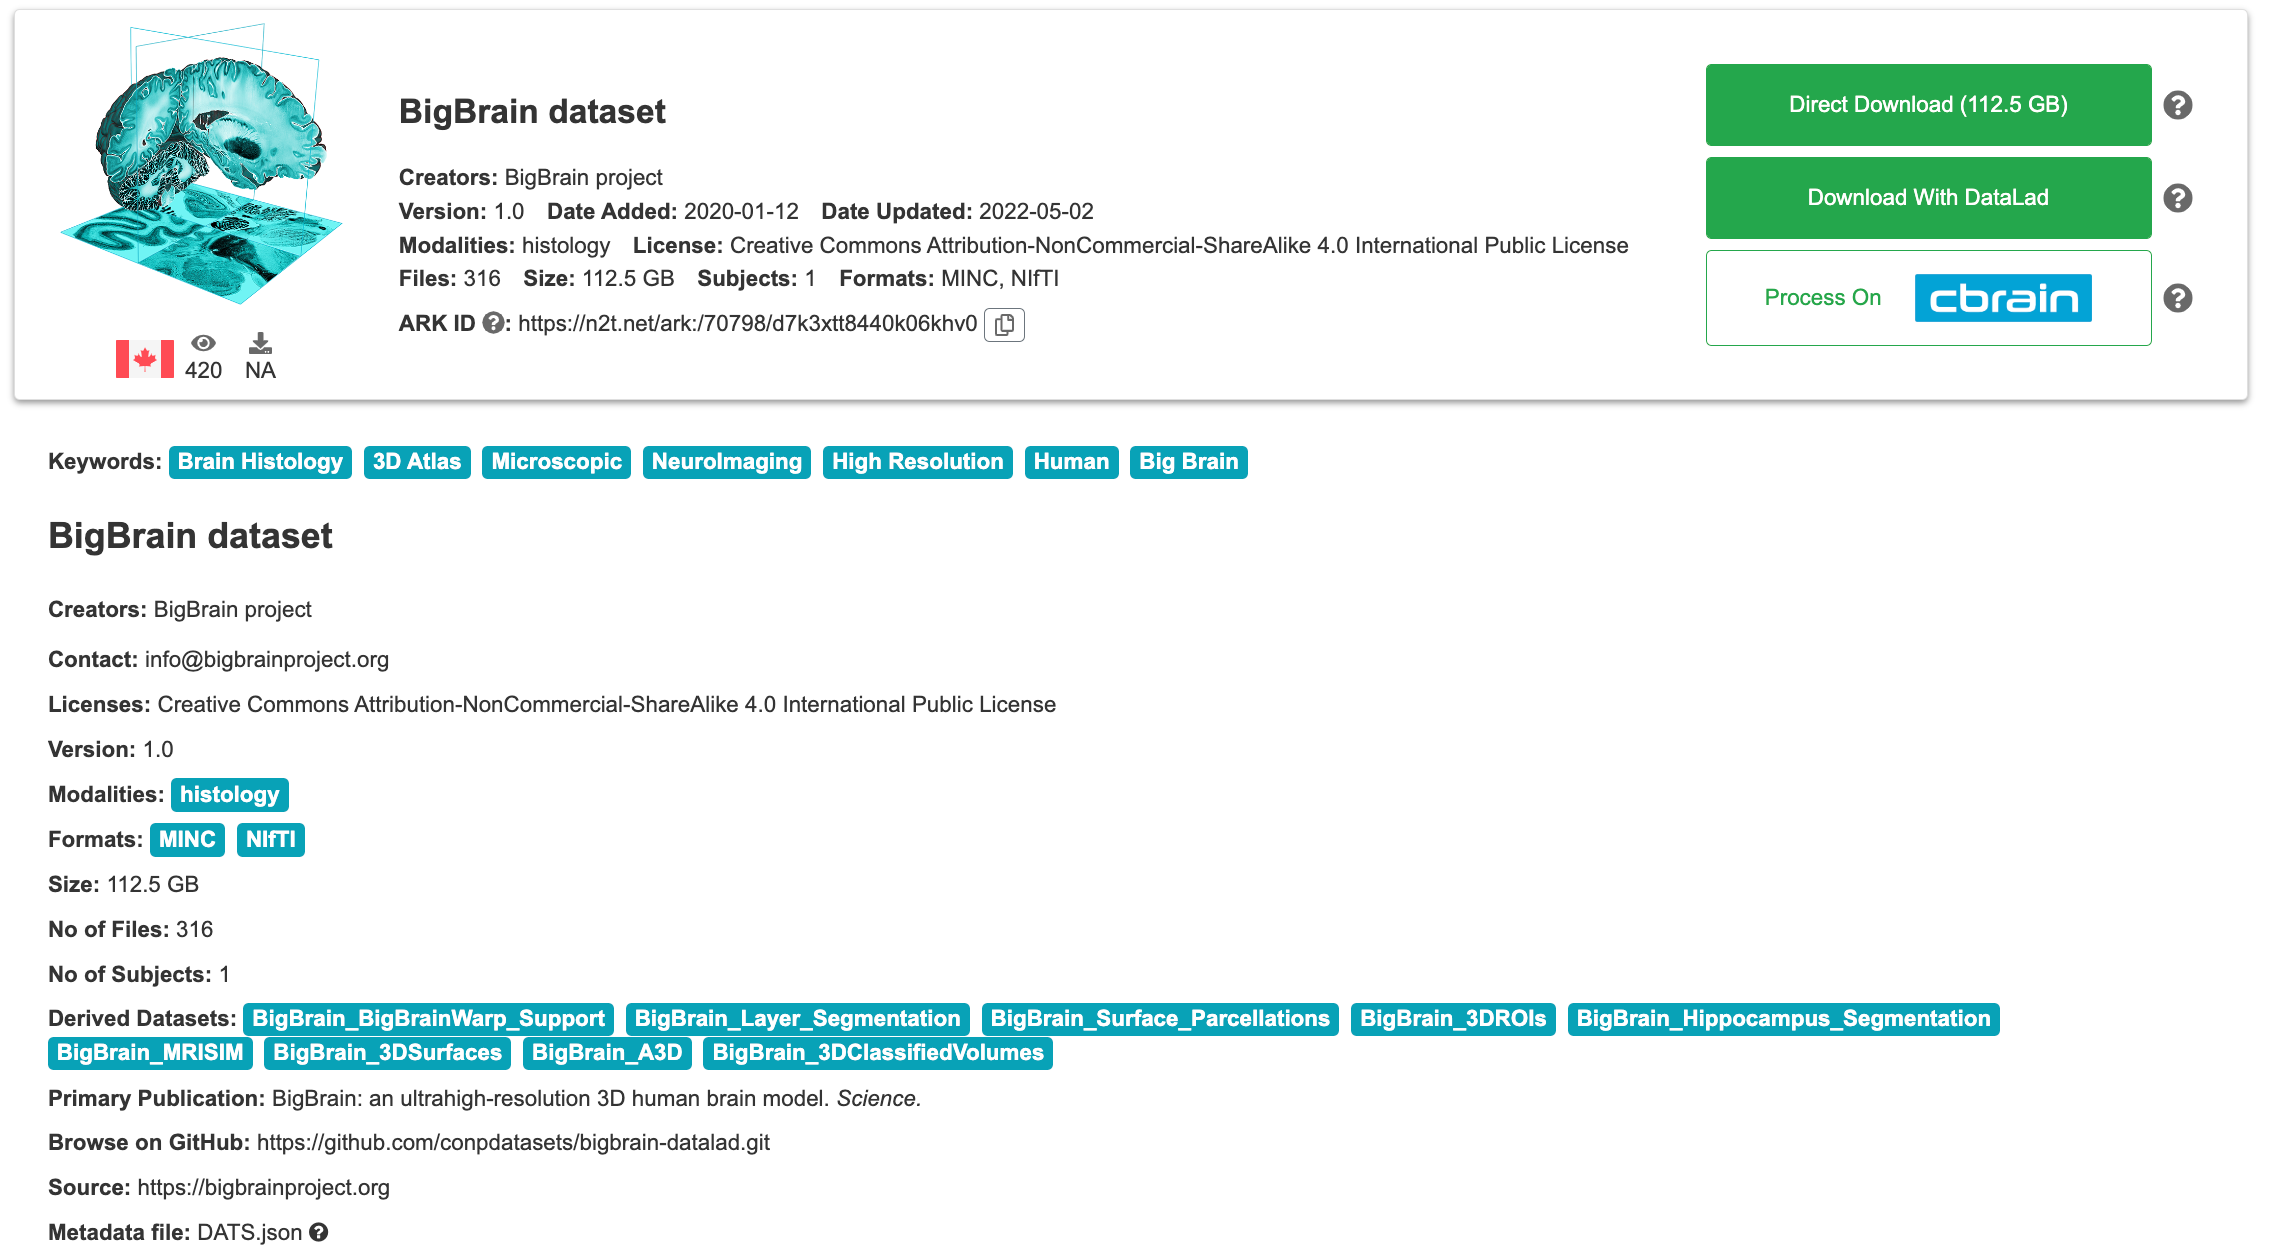 BigBrain dataset
Creators: BigBrain project
Version: 1.0 Date Added: 2020-01-12 Date Updated: 2022-05-02
Modalities: histology License: Creative Commons Attribution-NonCommercial-ShareAlike 4.0 International Public License
Files: 316 Size: 112.5 GB Subjects: 1 Formats: MINC, NIfTI
ARK ID ?: https://n2t.net/ark:/70798/d7k3xtt8440k06khv0
420 NA
Direct Download (112.5 GB) ?
Download With DataLad ?
Process On cbrain ?
Keywords: Brain Histology 3D Atlas Microscopic NeuroImaging High Resolution Human Big Brain
BigBrain dataset
Creators: BigBrain project
Contact: info@bigbrainproject.org
Licenses: Creative Commons Attribution-NonCommercial-ShareAlike 4.0 International Public License
Version: 1.0
Modalities: histology
Formats: MINC NIfTI
Size: 112.5 GB
No of Files: 316
No of Subjects: 1
Derived Datasets: BigBrain_BigBrainWarp_Support BigBrain_Layer_Segmentation BigBrain_Surface_Parcellations BigBrain_3DROIs BigBrain_Hippocampus_Segmentation
BigBrain_MRISIM BigBrain_3DSurfaces BigBrain_A3D BigBrain_3DClassifiedVolumes
Primary Publication: BigBrain: an ultrahigh-resolution 3D human brain model. Science.
Browse on GitHub: https://github.com/conpdatasets/bigbrain-datalad.git
Source: https://bigbrainproject.org
Metadata file: DATS.json ?